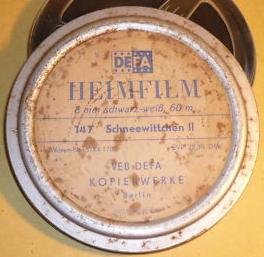 DEFA
HEIMFILM
8 mm schwarz-weiß, 60 m
147 Schneewittchen II
VEB DEFA
KOPIERWERKE
Berlin